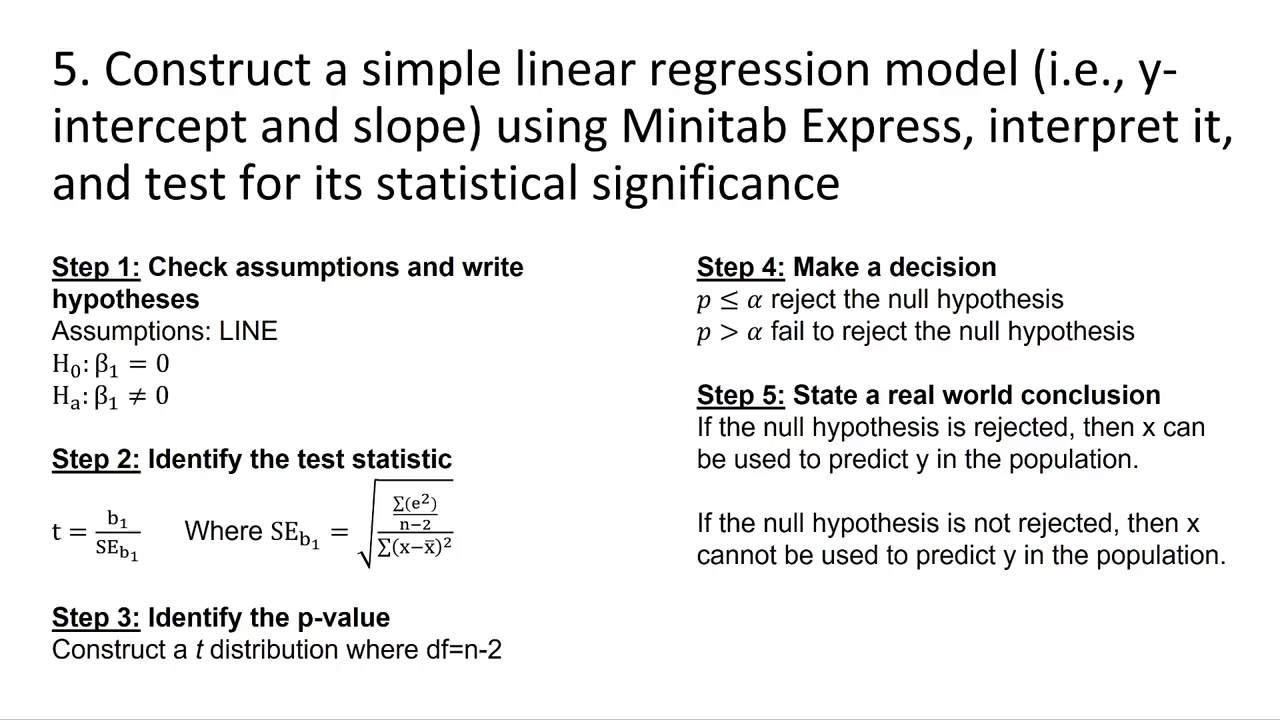 5. Construct a simple linear regression model (i.e., y-
intercept and slope) using Minitab Express, interpret it,
and test for its statistical significance
Step 1: Check assumptions and write
hypotheses
Assumptions: LINE
H₀: β₁ = 0
Hₐ: β₁ ≠ 0
Step 2: Identify the test statistic
t = b₁/SE_b₁ Where SE_b₁ = √((∑(e²)/(n−2))/∑(x−x̄)²)
Step 3: Identify the p-value
Construct a t distribution where df=n-2
Step 4: Make a decision
p ≤ α reject the null hypothesis
p > α fail to reject the null hypothesis
Step 5: State a real world conclusion
If the null hypothesis is rejected, then x can
be used to predict y in the population.
If the null hypothesis is not rejected, then x
cannot be used to predict y in the population.